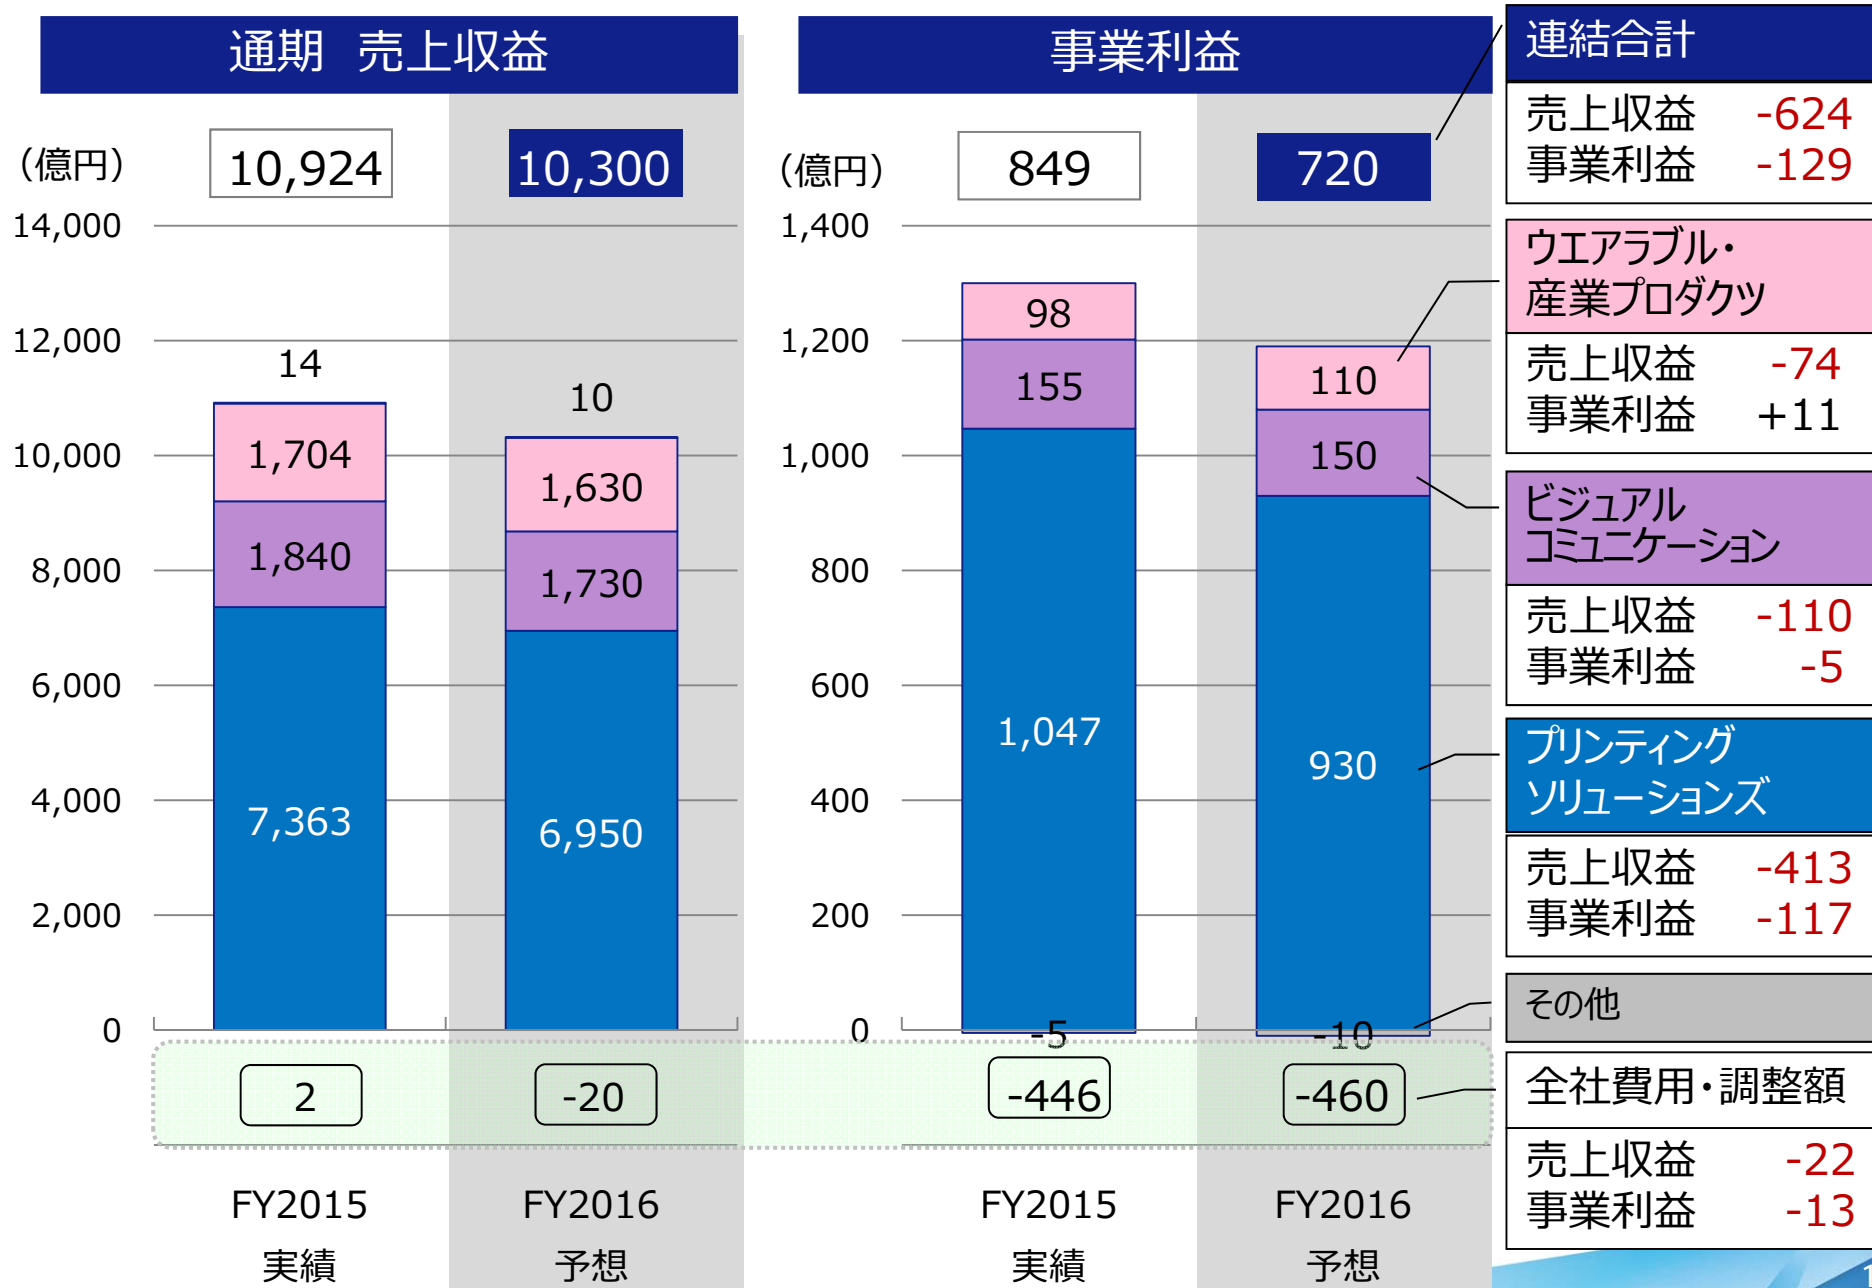 通期 売上収益
(億円)
10,924
10,300
14,000
12,000
10,000
8,000
6,000
4,000
2,000
0
14
1,704
1,840
7,363
10
1,630
1,730
6,950
2
-20
FY2015
実績
FY2016
予想
事業利益
(億円)
849
720
1,400
1,200
1,000
800
600
400
200
0
98
155
1,047
-5
110
150
930
-10
-446
-460
FY2015
実績
FY2016
予想
連結合計
売上収益 -624
事業利益 -129
ウエアラブル・
産業プロダクツ
売上収益 -74
事業利益 +11
ビジュアル
コミュニケーション
売上収益 -110
事業利益 -5
プリンティング
ソリューションズ
売上収益 -413
事業利益 -117
その他
全社費用・調整額
売上収益 -22
事業利益 -13